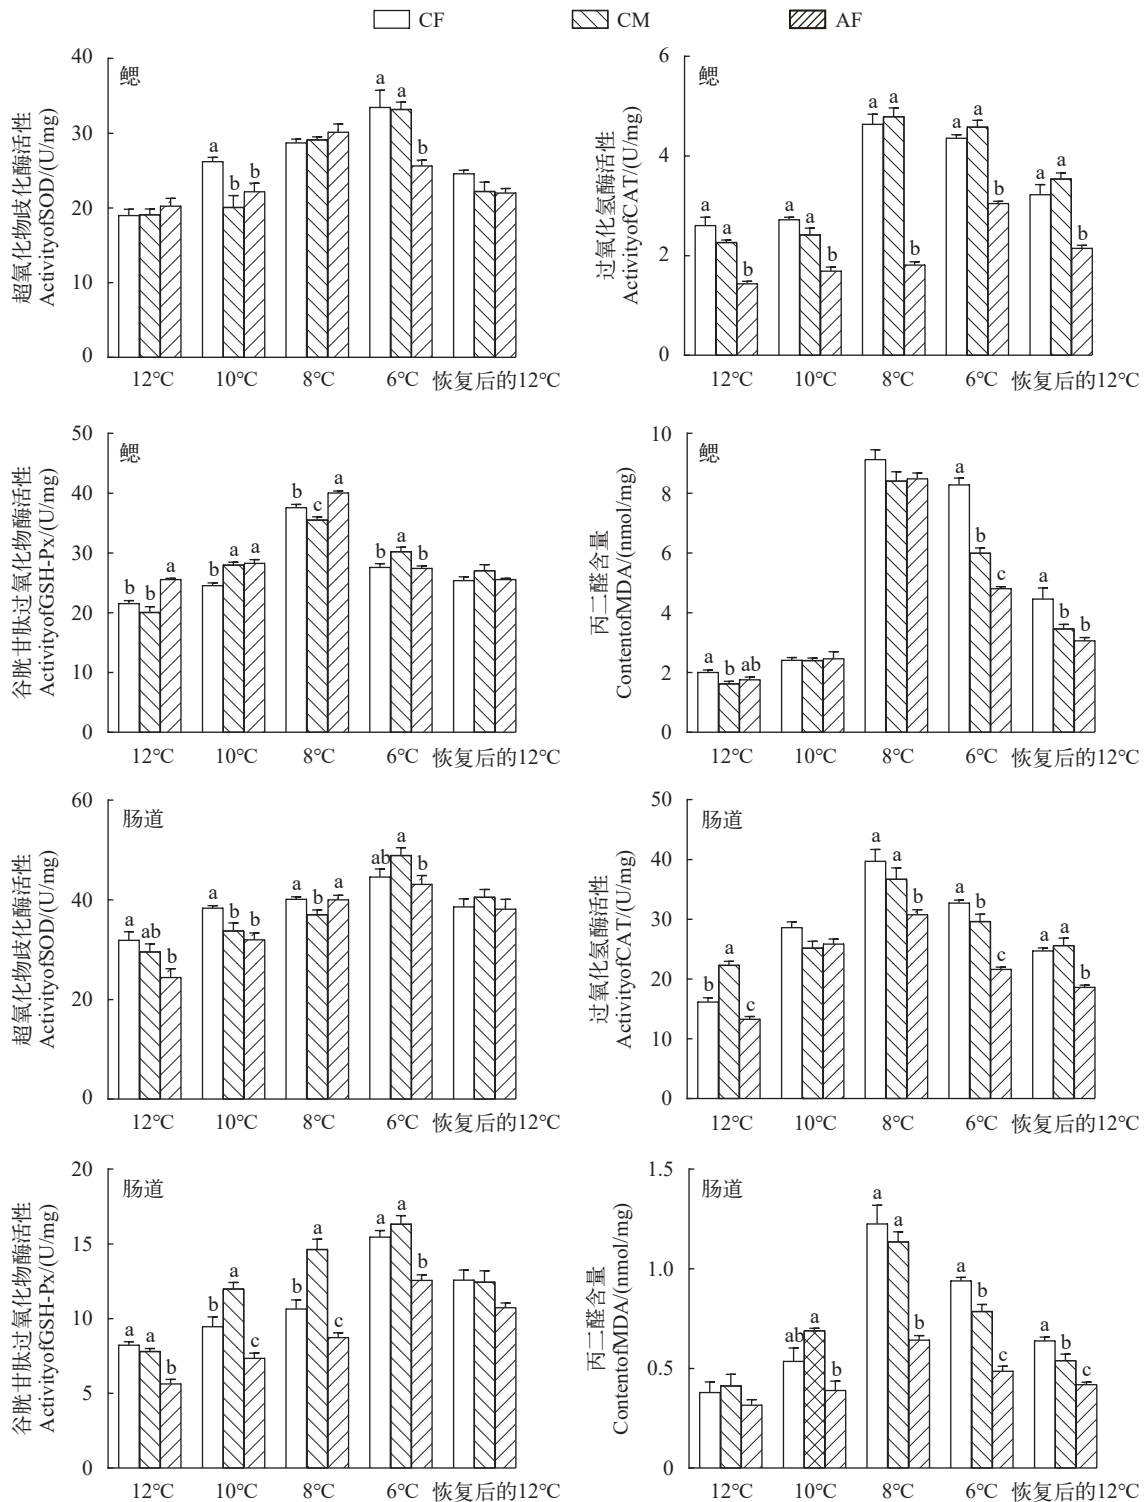 CF CM AF
鳃
超氧化物歧化酶活性
ActivityofSOD/(U/mg)
40
30
20
10
0
a a
a b
a b b
12℃ 10℃ 8℃ 6℃ 恢复后的12℃
鳃
过氧化氢酶活性
ActivityofCAT/(U/mg)
6
4
2
0
a a b
a a b
a a b
a a b
a a b
12℃ 10℃ 8℃ 6℃ 恢复后的12℃
鳃
谷胱甘肽过氧化物酶活性
ActivityofGSH-Px/(U/mg)
50
40
30
20
10
0
b b a
b a a
b c a
b a b
12℃ 10℃ 8℃ 6℃ 恢复后的12℃
鳃
丙二醛含量
ContentofMDA/(nmol/mg)
10
8
6
4
2
0
a b ab
a b c
a b b
12℃ 10℃ 8℃ 6℃ 恢复后的12℃
肠道
超氧化物歧化酶活性
ActivityofSOD/(U/mg)
60
40
20
0
a ab b
a b b
a b a
ab a b
12℃ 10℃ 8℃ 6℃ 恢复后的12℃
肠道
过氧化氢酶活性
ActivityofCAT/(U/mg)
50
40
30
20
10
0
b a c
a a b
a b c
a a b
12℃ 10℃ 8℃ 6℃ 恢复后的12℃
肠道
谷胱甘肽过氧化物酶活性
ActivityofGSH-Px/(U/mg)
20
15
10
5
0
a a b
b a c
b a c
a a b
12℃ 10℃ 8℃ 6℃ 恢复后的12℃
肠道
丙二醛含量
ContentofMDA/(nmol/mg)
1.5
1.0
0.5
0
ab a b
a a b
a b c
a b c
12℃ 10℃ 8℃ 6℃ 恢复后的12℃